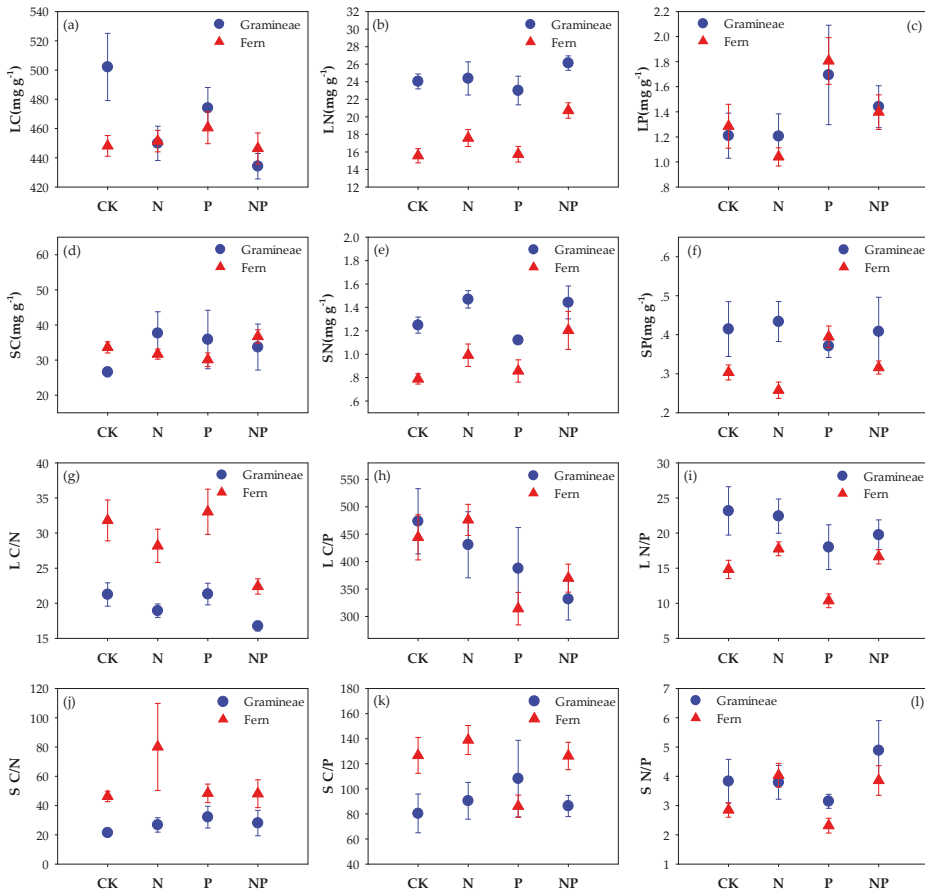 (a)
Gramineae
Fern
LC(mg g-1)
540
520
500
480
460
440
420
CK N P NP
(b)
Gramineae
Fern
LN(mg g-1)
32
30
28
26
24
22
20
18
16
14
12
CK N P NP
(c)
Gramineae
Fern
LP(mg g-1)
2.2
2.0
1.8
1.6
1.4
1.2
1.0
.8
CK N P NP
(d)
Gramineae
Fern
SC(mg g-1)
60
50
40
30
20
CK N P NP
(e)
Gramineae
Fern
SN(mg g-1)
2.0
1.8
1.6
1.4
1.2
1.0
.8
.6
CK N P NP
(f)
Gramineae
Fern
SP(mg g-1)
.6
.5
.4
.3
.2
CK N P NP
(g)
Gramineae
Fern
L C/N
40
35
30
25
20
15
CK N P NP
(h)
Gramineae
Fern
L C/P
550
500
450
400
350
300
CK N P NP
(i)
Gramineae
Fern
L N/P
30
25
20
15
10
5
CK N P NP
(j)
Gramineae
Fern
S C/N
120
100
80
60
40
20
0
CK N P NP
(k)
Gramineae
Fern
S C/P
180
160
140
120
100
80
60
40
CK N P NP
(l)
Gramineae
Fern
S N/P
7
6
5
4
3
2
1
CK N P NP